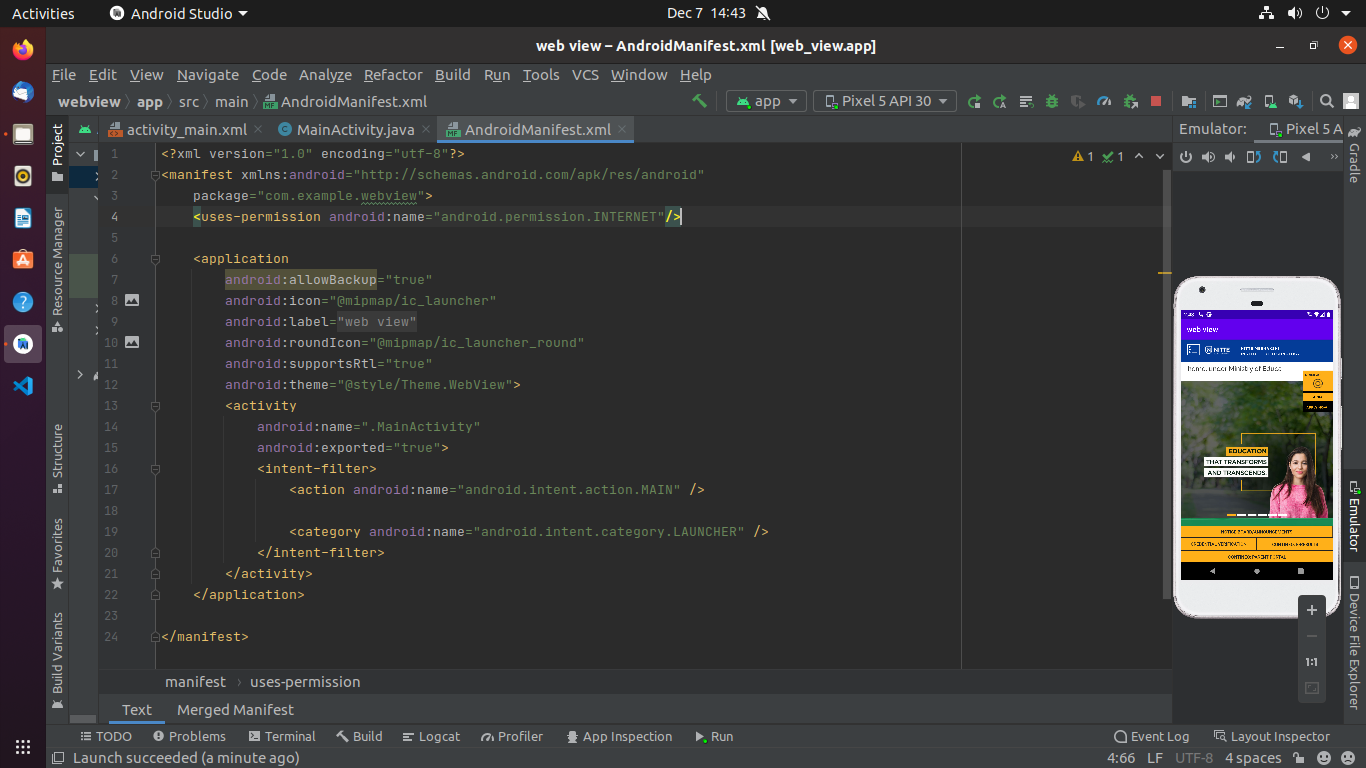 Activities Android Studio Dec 7 14:43
web view – AndroidManifest.xml [web_view.app]
File Edit View Navigate Code Analyze Refactor Build Run Tools VCS Window Help
webview app src main AndroidManifest.xml app Pixel 5 API 30
activity_main.xml MainActivity.java AndroidManifest.xml Emulator: Pixel 5 A
Project
Resource Manager
Structure
Favorites
Build Variants
1 <?xml version="1.0" encoding="utf-8"?>
2 <manifest xmlns:android="http://schemas.android.com/apk/res/android"
3 package="com.example.webview">
4 <uses-permission android:name="android.permission.INTERNET"/>
5
6 <application
7 android:allowBackup="true"
8 android:icon="@mipmap/ic_launcher"
9 android:label="web view"
10 android:roundIcon="@mipmap/ic_launcher_round"
11 android:supportsRtl="true"
12 android:theme="@style/Theme.WebView">
13 <activity
14 android:name=".MainActivity"
15 android:exported="true">
16 <intent-filter>
17 <action android:name="android.intent.action.MAIN" />
18
19 <category android:name="android.intent.category.LAUNCHER" />
20 </intent-filter>
21 </activity>
22 </application>
23
24 </manifest>
1 1
web view
NITTE
EDUCATION
THAT TRANSFORMS
AND TRANSCENDS.
1:1
Gradle
Emulator
Device File Explorer
manifest › uses-permission
Text Merged Manifest
TODO Problems Terminal Build Logcat Profiler App Inspection Run Event Log Layout Inspector
Launch succeeded (a minute ago) 4:66 LF UTF-8 4 spaces